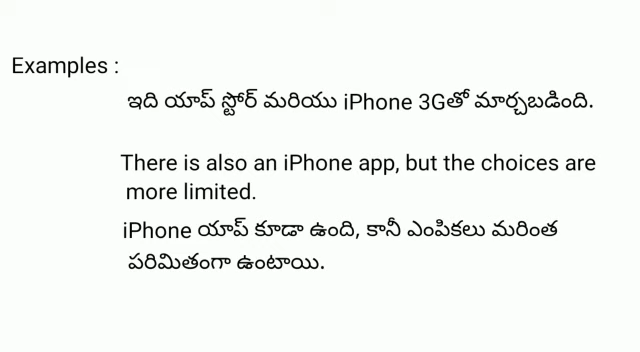 Examples :
ఇది యాప్ స్టోర్ మరియు iPhone 3Gతో మార్చబడింది.
There is also an iPhone app, but the choices are
more limited.
iPhone యాప్ కూడా ఉంది, కానీ ఎంపికలు మరింత
పరిమితంగా ఉంటాయి.